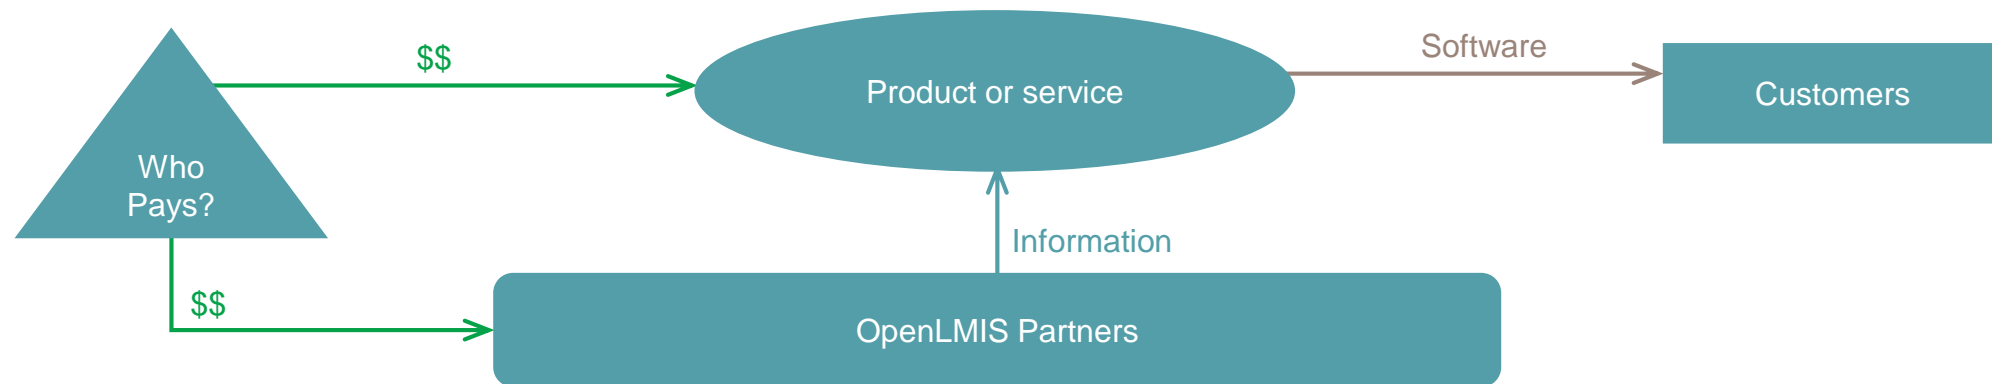 $$
Software
Product or service
Customers
Who
Pays?
Information
$$
OpenLMIS Partners